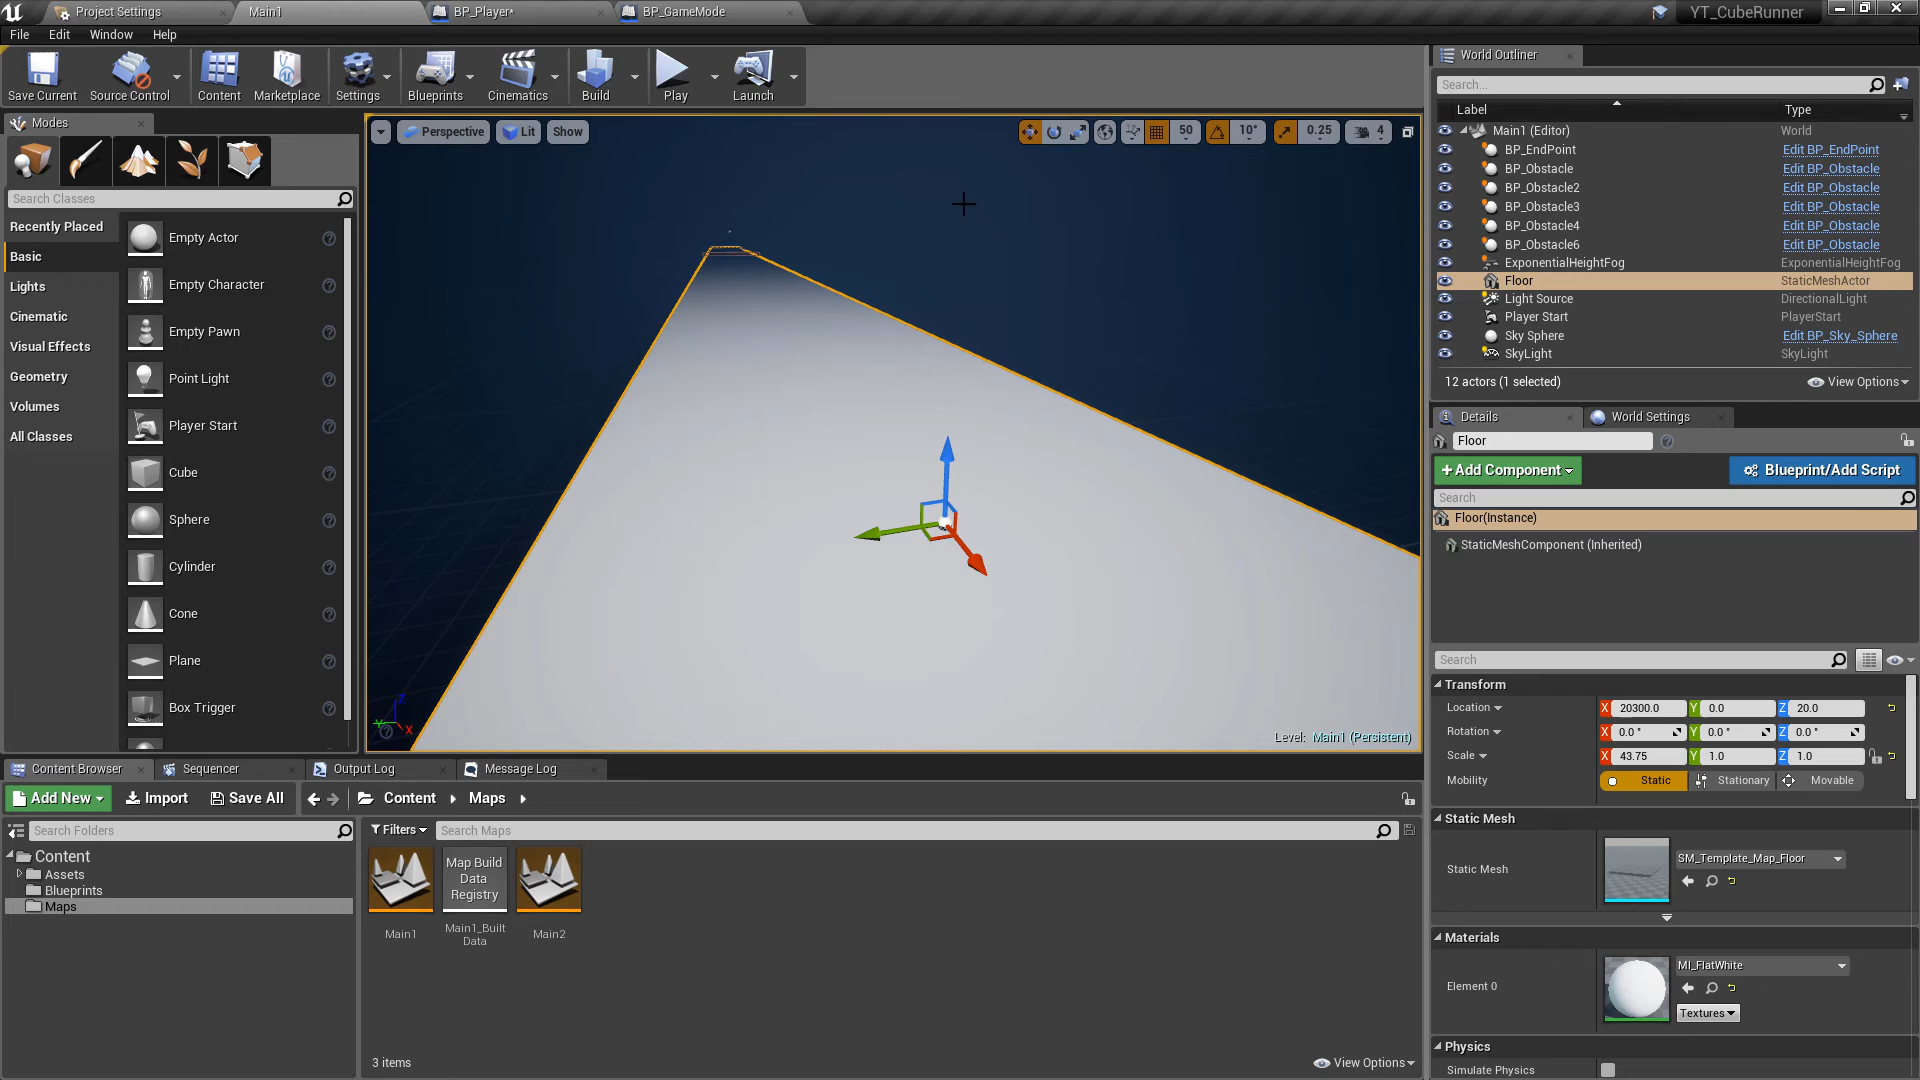 Project Settings
Main1
BP_Player*
BP_GameMode
YT_CubeRunner
File Edit Window Help
Save Current
Source Control
Content
Marketplace
Settings
Blueprints
Cinematics
Build
Play
Launch
Modes
Search Classes
Recently Placed
Basic
Lights
Cinematic
Visual Effects
Geometry
Volumes
All Classes
Empty Actor
Empty Character
Empty Pawn
Point Light
Player Start
Cube
Sphere
Cylinder
Cone
Plane
Box Trigger
Perspective
Lit
Show
50
10°
0.25
4
Z
Y
X
Level: Main1 (Persistent)
World Outliner
Search...
Label Type
Main1 (Editor) World
BP_EndPoint Edit BP_EndPoint
BP_Obstacle Edit BP_Obstacle
BP_Obstacle2 Edit BP_Obstacle
BP_Obstacle3 Edit BP_Obstacle
BP_Obstacle4 Edit BP_Obstacle
BP_Obstacle6 Edit BP_Obstacle
ExponentialHeightFog ExponentialHeightFog
Floor StaticMeshActor
Light Source DirectionalLight
Player Start PlayerStart
Sky Sphere Edit BP_Sky_Sphere
SkyLight SkyLight
12 actors (1 selected)
View Options
Details
World Settings
Floor
+Add Component
Blueprint/Add Script
Search
Floor(Instance)
StaticMeshComponent (Inherited)
Search
Transform
Location X 20300.0 Y 0.0 Z 20.0
Rotation X 0.0 ° Y 0.0 ° Z 0.0 °
Scale X 43.75 Y 1.0 Z 1.0
Mobility Static Stationary Movable
Static Mesh
Static Mesh
SM_Template_Map_Floor
Materials
Element 0
MI_FlatWhite
Textures
Physics
Simulate Physics
Content Browser
Sequencer
Output Log
Message Log
Add New
Import
Save All
Content
Maps
Search Folders
Filters
Search Maps
Content
Assets
Blueprints
Maps
Map Build
Data
Registry
Main1
Main1_Built
Data
Main2
3 items
View Options